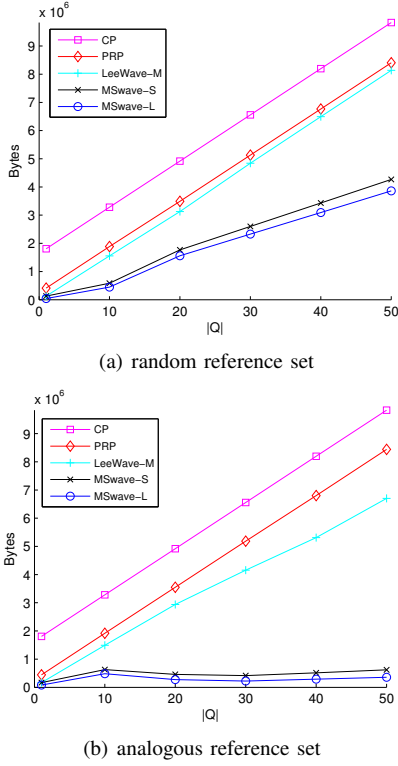 x 10^6
9
8
7
6
5
4
3
2
1
0
Bytes
CP
PRP
LeeWave-M
MSwave-S
MSwave-L
0 10 20 30 40 50
|Q|
(a) random reference set
x 10^6
9
8
7
6
5
4
3
2
1
0
Bytes
CP
PRP
LeeWave-M
MSwave-S
MSwave-L
0 10 20 30 40 50
|Q|
(b) analogous reference set